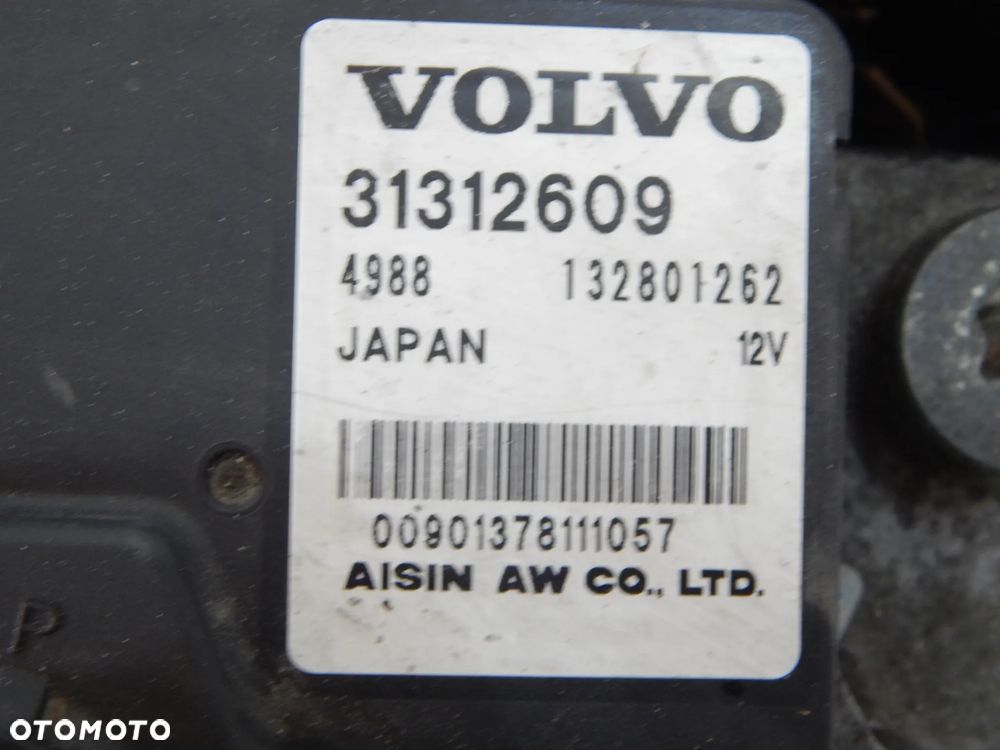 VOLVO
31312609
4988 132801262
JAPAN 12V
00901378111057
AISIN AW CO., LTD.
P
OTOMOTO